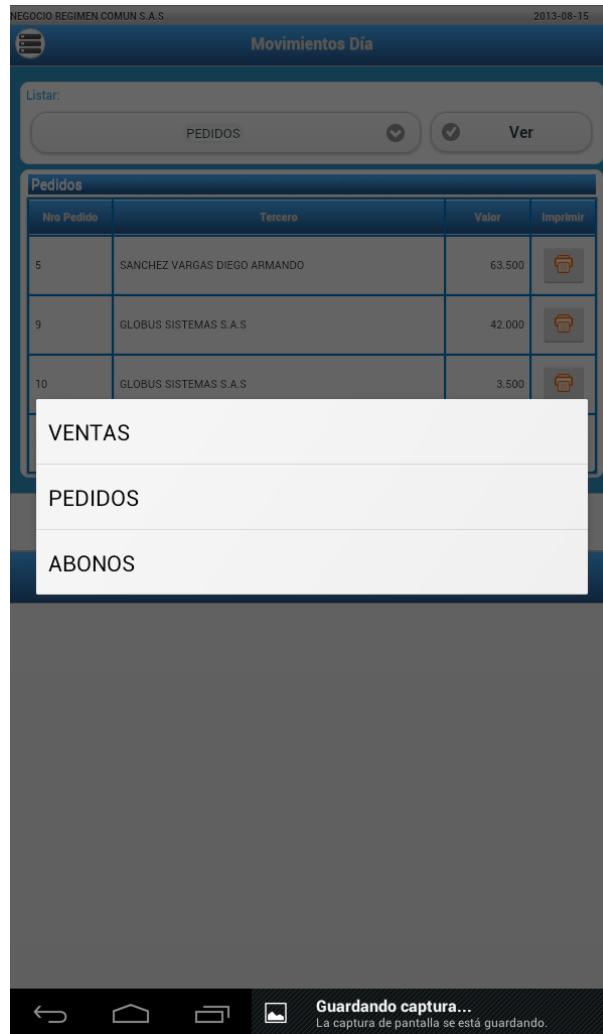 NEGOCIO REGIMEN COMUN S.A.S 2013-08-15
Movimientos Día
Listar:
PEDIDOS Ver
Pedidos
Nro Pedido Tercero Valor Imprimir
5 SANCHEZ VARGAS DIEGO ARMANDO 63.500
9 GLOBUS SISTEMAS S.A.S 42.000
10 GLOBUS SISTEMAS S.A.S 3.500
VENTAS
PEDIDOS
ABONOS
Guardando captura...
La captura de pantalla se está guardando.